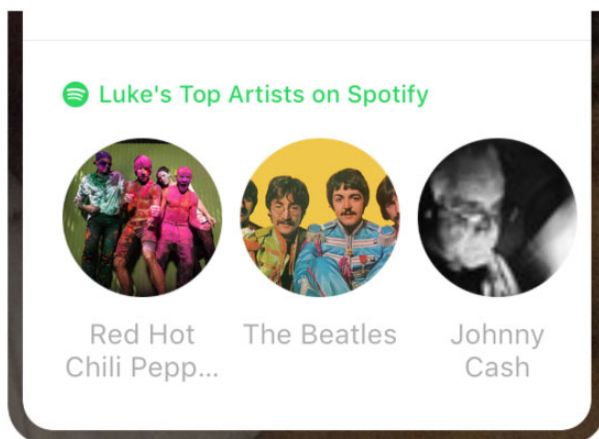 Luke's Top Artists on Spotify
Red Hot
Chili Pepp...
The Beatles
Johnny
Cash